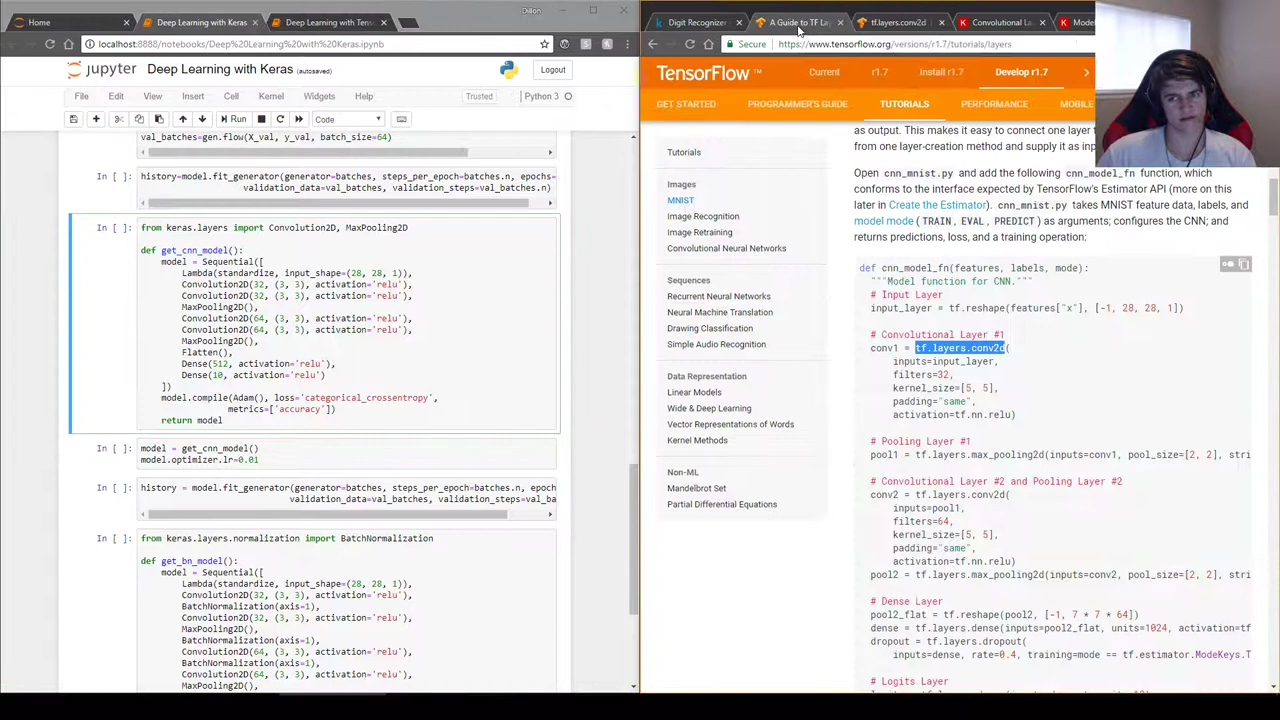 Home
Deep Learning with Keras
Deep Learning with Tenso
Dillon
localhost:8888/notebooks/Deep%20Learning%20with%20Keras.ipynb
jupyter
Deep Learning with Keras (autosaved)
Logout
File Edit View Insert Cell Kernel Widgets Help
Trusted
Python 3
Run
Code
val_batches=gen.flow(X_val, y_val, batch_size=64)
In [ ]:
history=model.fit_generator(generator=batches, steps_per_epoch=batches.n, epochs=
validation_data=val_batches, validation_steps=val_batches.n)
In [ ]:
from keras.layers import Convolution2D, MaxPooling2D
def get_cnn_model():
model = Sequential([
Lambda(standardize, input_shape=(28, 28, 1)),
Convolution2D(32, (3, 3), activation='relu'),
Convolution2D(32, (3, 3), activation='relu'),
MaxPooling2D(),
Convolution2D(64, (3, 3), activation='relu'),
Convolution2D(64, (3, 3), activation='relu'),
MaxPooling2D(),
Flatten(),
Dense(512, activation='relu'),
Dense(10, activation='relu')
])
model.compile(Adam(), loss='categorical_crossentropy',
metrics=['accuracy'])
return model
In [ ]:
model = get_cnn_model()
model.optimizer.lr=0.01
In [ ]:
history = model.fit_generator(generator=batches, steps_per_epoch=batches.n, epoc
validation_data=val_batches, validation_steps=val_ba
In [ ]:
from keras.layers.normalization import BatchNormalization
def get_bn_model():
model = Sequential([
Lambda(standardize, input_shape=(28, 28, 1)),
Convolution2D(32, (3, 3), activation='relu'),
BatchNormalization(axis=1),
Convolution2D(32, (3, 3), activation='relu'),
MaxPooling2D(),
BatchNormalization(axis=1),
Convolution2D(64, (3, 3), activation='relu'),
BatchNormalization(axis=1),
Convolution2D(64, (3, 3), activation='relu'),
MaxPooling2D(),
Digit Recognizer
A Guide to TF La
tf.layers.conv2d
Convolutional La
Model
Secure
https://www.tensorflow.org/versions/r1.7/tutorials/layers
TensorFlow™
Current r1.7 Install r1.7 Develop r1.7
GET STARTED PROGRAMMER'S GUIDE TUTORIALS PERFORMANCE MOBILE
Tutorials
Images
MNIST
Image Recognition
Image Retraining
Convolutional Neural Networks
Sequences
Recurrent Neural Networks
Neural Machine Translation
Drawing Classification
Simple Audio Recognition
Data Representation
Linear Models
Wide & Deep Learning
Vector Representations of Words
Kernel Methods
Non-ML
Mandelbrot Set
Partial Differential Equations
as output. This makes it easy to connect one layer
from one layer-creation method and supply it as inp
Open cnn_mnist.py and add the following cnn_model_fn function, which
conforms to the interface expected by TensorFlow's Estimator API (more on this
later in Create the Estimator). cnn_mnist.py takes MNIST feature data, labels, and
model mode (TRAIN, EVAL, PREDICT) as arguments; configures the CNN; and
returns predictions, loss, and a training operation:
def cnn_model_fn(features, labels, mode):
"""Model function for CNN."""
# Input Layer
input_layer = tf.reshape(features["x"], [-1, 28, 28, 1])
# Convolutional Layer #1
conv1 = tf.layers.conv2d(
inputs=input_layer,
filters=32,
kernel_size=[5, 5],
padding="same",
activation=tf.nn.relu)
# Pooling Layer #1
pool1 = tf.layers.max_pooling2d(inputs=conv1, pool_size=[2, 2], stri
# Convolutional Layer #2 and Pooling Layer #2
conv2 = tf.layers.conv2d(
inputs=pool1,
filters=64,
kernel_size=[5, 5],
padding="same",
activation=tf.nn.relu)
pool2 = tf.layers.max_pooling2d(inputs=conv2, pool_size=[2, 2], stri
# Dense Layer
pool2_flat = tf.reshape(pool2, [-1, 7 * 7 * 64])
dense = tf.layers.dense(inputs=pool2_flat, units=1024, activation=tf
dropout = tf.layers.dropout(
inputs=dense, rate=0.4, training=mode == tf.estimator.ModeKeys.T
# Logits Layer